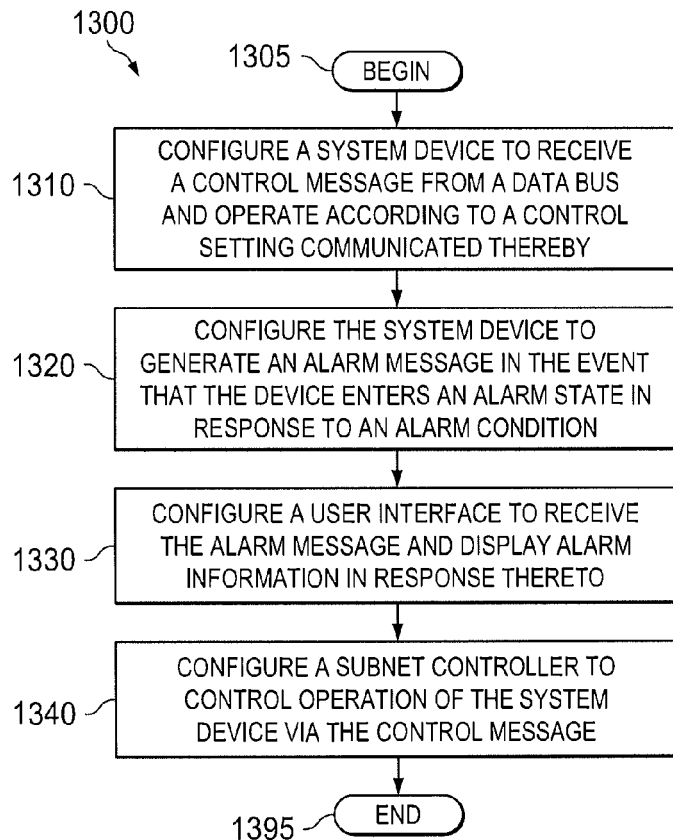 1300
1305
BEGIN
1310
CONFIGURE A SYSTEM DEVICE TO RECEIVE
A CONTROL MESSAGE FROM A DATA BUS
AND OPERATE ACCORDING TO A CONTROL
SETTING COMMUNICATED THEREBY
1320
CONFIGURE THE SYSTEM DEVICE TO
GENERATE AN ALARM MESSAGE IN THE EVENT
THAT THE DEVICE ENTERS AN ALARM STATE IN
RESPONSE TO AN ALARM CONDITION
1330
CONFIGURE A USER INTERFACE TO RECEIVE
THE ALARM MESSAGE AND DISPLAY ALARM
INFORMATION IN RESPONSE THERETO
1340
CONFIGURE A SUBNET CONTROLLER TO
CONTROL OPERATION OF THE SYSTEM
DEVICE VIA THE CONTROL MESSAGE
END
1395